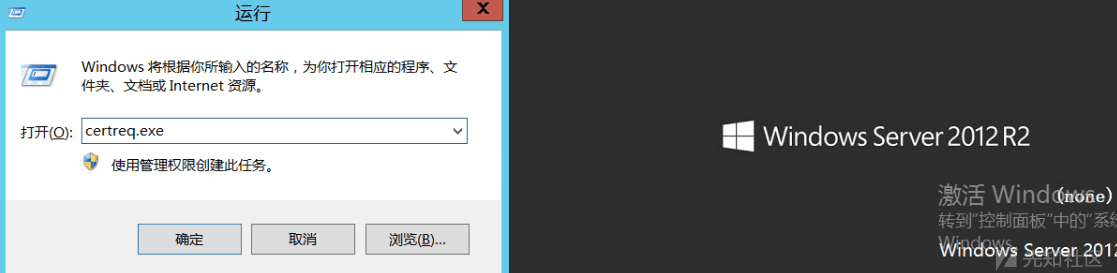 运行
X
Windows 将根据你所输入的名称，为你打开相应的程序、文
件夹、文档或 Internet 资源。
打开(O):
certreq.exe
使用管理权限创建此任务。
确定
取消
浏览(B)...
Windows Server 2012 R2
激活 Windows
(none)
转到"控制面板"中的"系统
Windows
Windows Server 2012
先知社区